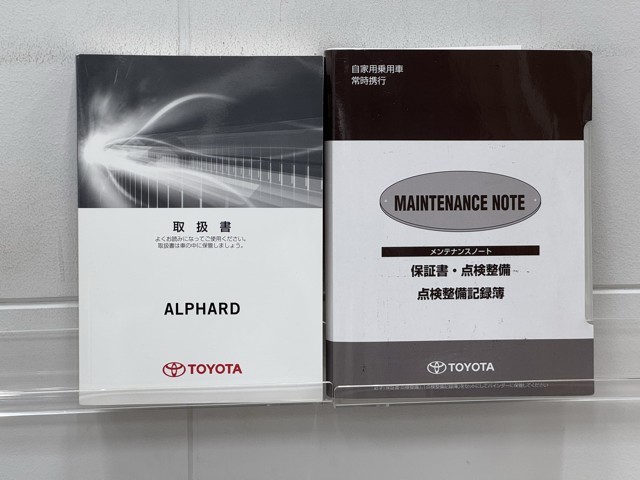 取扱書
よくお読みになってご使用ください。
取扱書は車の中に保管しましょう。
ALPHARD
TOYOTA
自家用乗用車
常時携行
MAINTENANCE NOTE
メンテナンスノート
保証書・点検整備
点検整備記録簿
TOYOTA